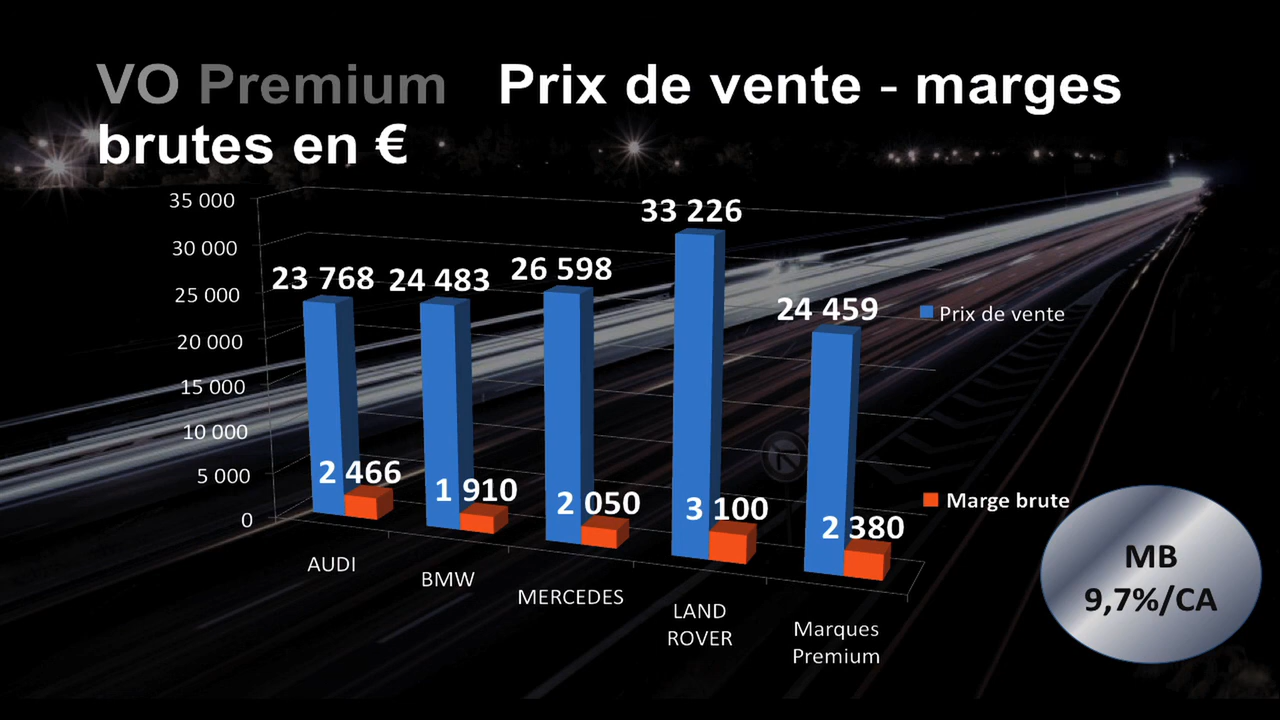 VO Premium Prix de vente - marges
brutes en €
35 000
30 000
25 000
20 000
15 000
10 000
5 000
0
23 768
24 483
26 598
33 226
24 459
2 466
1 910
2 050
3 100
2 380
AUDI
BMW
MERCEDES
LAND
ROVER
Marques
Premium
Prix de vente
Marge brute
MB
9,7%/CA